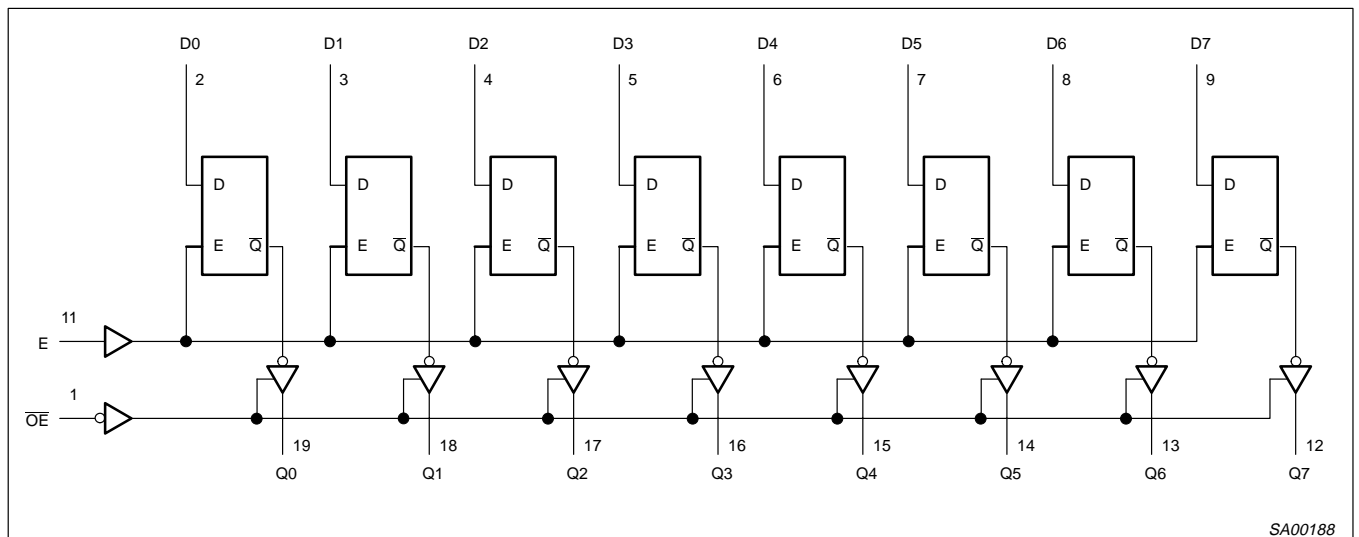 D0 D1 D2 D3 D4 D5 D6 D7
2 3 4 5 6 7 8 9
D D D D D D D D
E Q̅ E Q̅ E Q̅ E Q̅ E Q̅ E Q̅ E Q̅ E Q̅
11
E
1
O̅E̅
19 18 17 16 15 14 13 12
Q0 Q1 Q2 Q3 Q4 Q5 Q6 Q7
SA00188